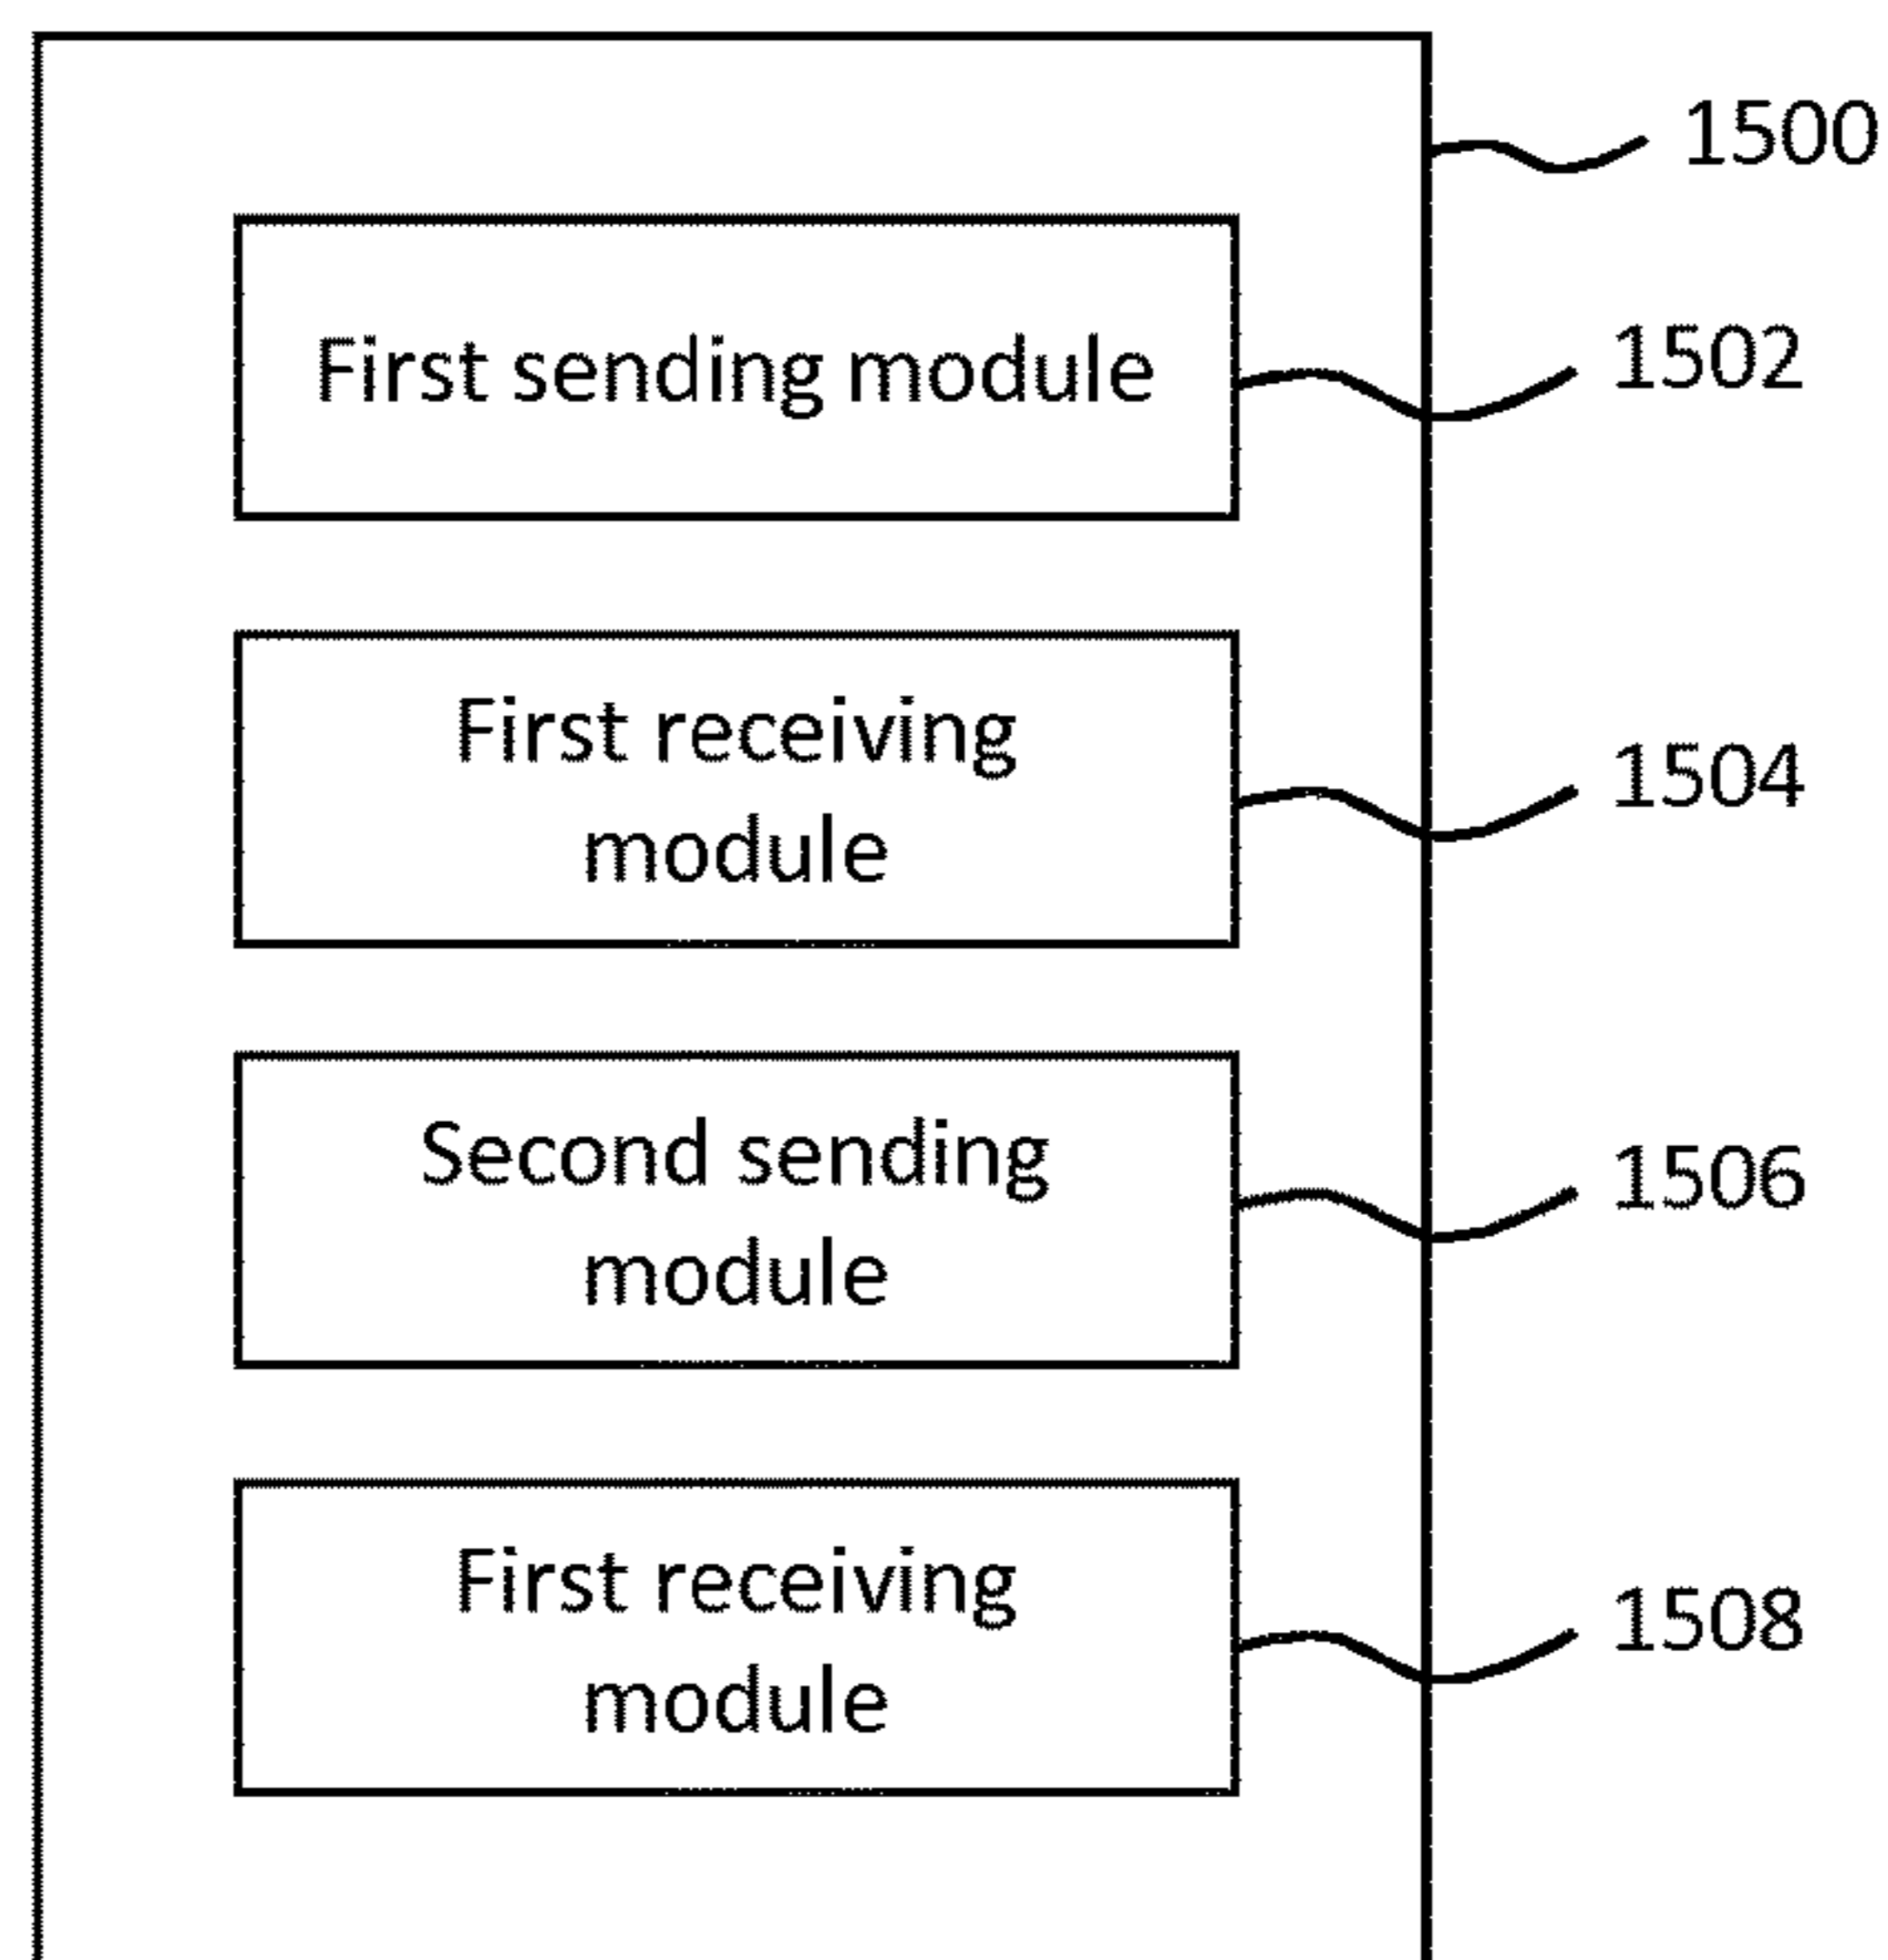 1500
First sending module
1502
First receiving
module
1504
Second sending
module
1506
First receiving
module
1508